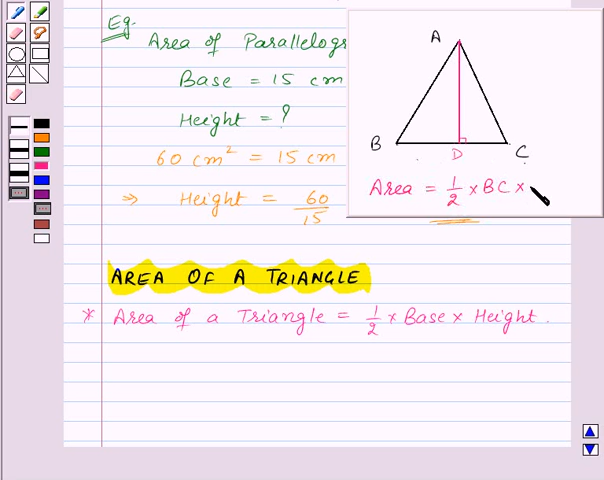 Eg.
Area of Parallelogr
Base = 15 cm
Height = ?
60 cm² = 15 cm
⇒ Height = 60/15
A
B
D
C
Area = 1/2 × BC ×
AREA OF A TRIANGLE
* Area of a Triangle = 1/2 × Base × Height.